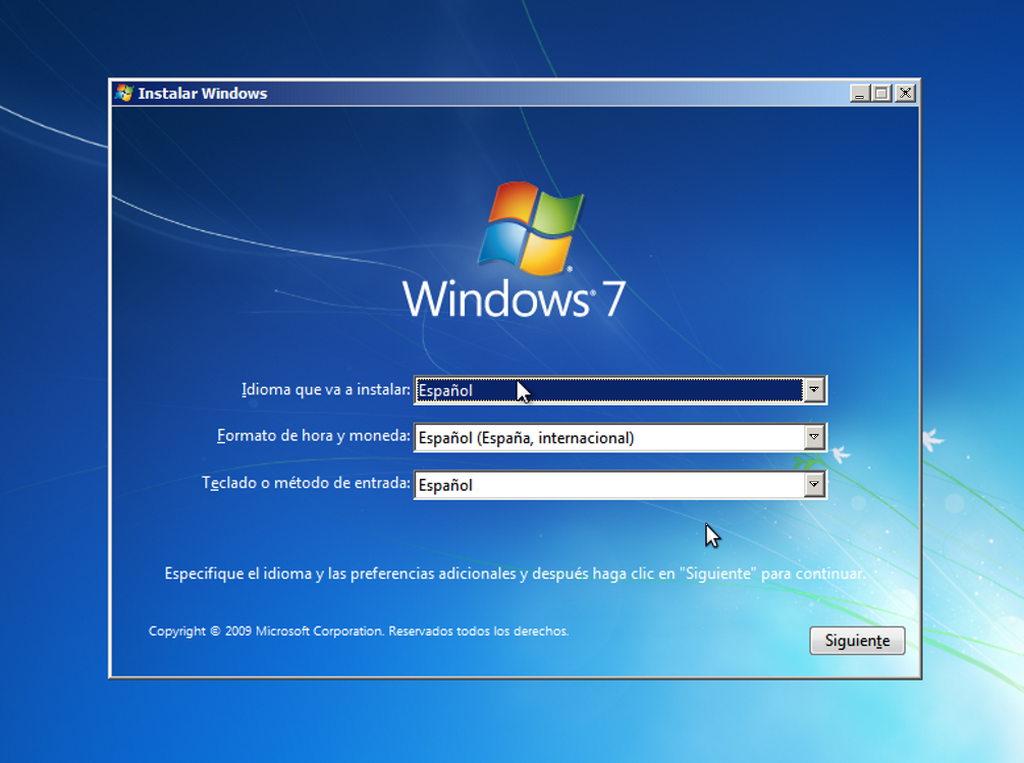 Instalar Windows
Windows® 7
Idioma que va a instalar: Español
Formato de hora y moneda: Español (España, internacional)
Teclado o método de entrada: Español
Especifique el idioma y las preferencias adicionales y después haga clic en "Siguiente" para continuar.
Copyright © 2009 Microsoft Corporation. Reservados todos los derechos.
Siguiente